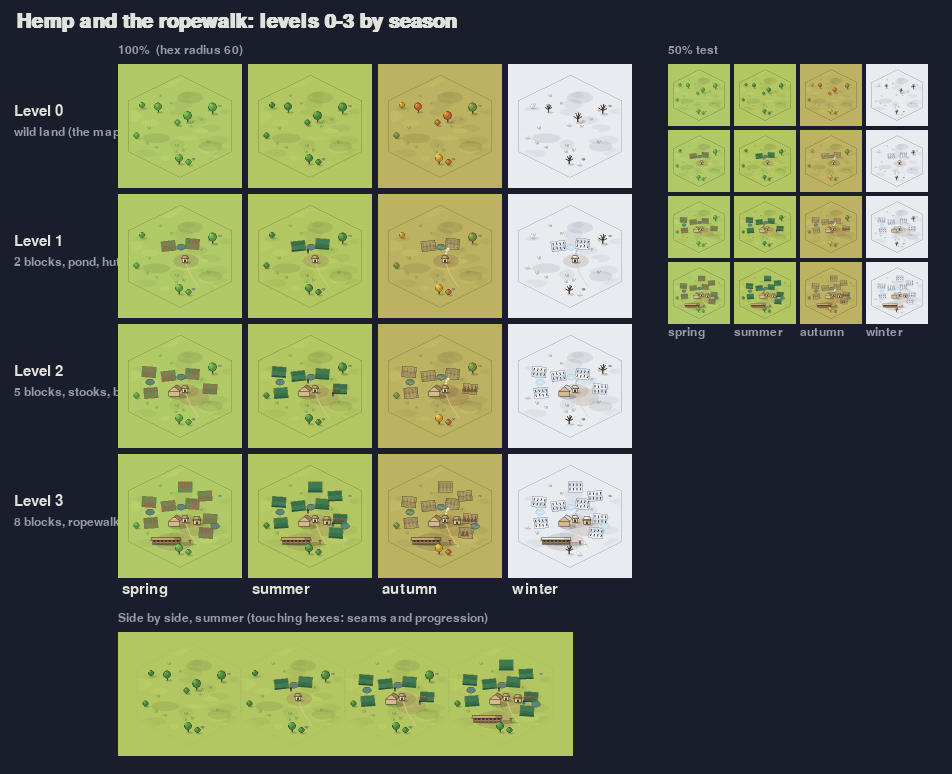 Hemp and the ropewalk: levels 0-3 by season
100% (hex radius 60)
50% test
Level 0
wild land (the map
Level 1
2 blocks, pond, hut
Level 2
5 blocks, stooks, b
Level 3
8 blocks, ropewalk
spring summer autumn winter
spring summer autumn winter
Side by side, summer (touching hexes: seams and progression)